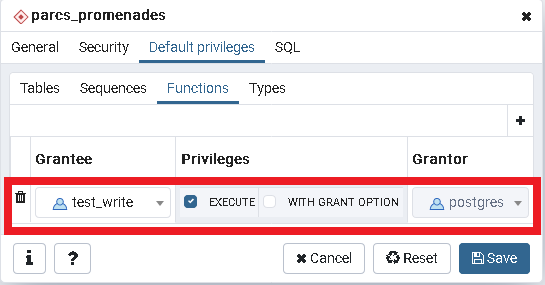 parcs_promenades
General Security Default privileges SQL
Tables Sequences Functions Types
Grantee Privileges Grantor
test_write EXECUTE WITH GRANT OPTION postgres
i ? Cancel Reset Save